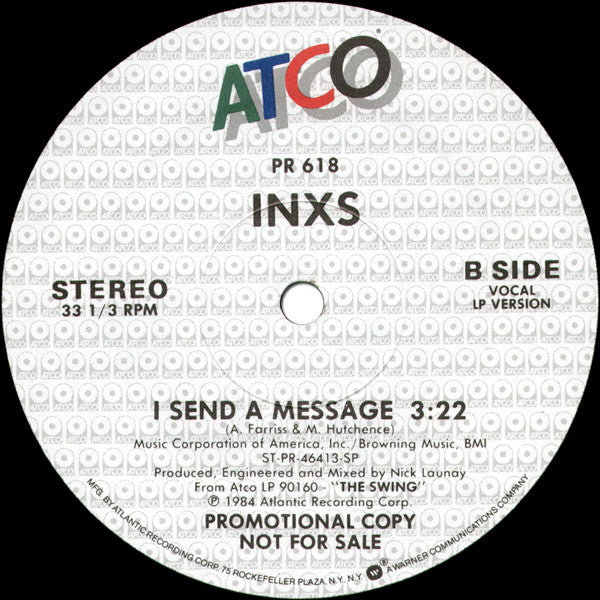 ATCO
PR 618
INXS
STEREO
33 1/3 RPM
B SIDE
VOCAL
LP VERSION
I SEND A MESSAGE 3:22
(A. Farriss & M. Hutchence)
Music Corporation of America, Inc./Browning Music, BMI
ST-PR-46413-SP
Produced, Engineered and Mixed by Nick Launay
From Atco LP 90160 - "THE SWING"
℗ 1984 Atlantic Recording Corp.
PROMOTIONAL COPY
NOT FOR SALE
MFG. BY ATLANTIC RECORDING CORP. 75 ROCKEFELLER PLAZA, N.Y. N.Y. A WARNER COMMUNICATIONS COMPANY